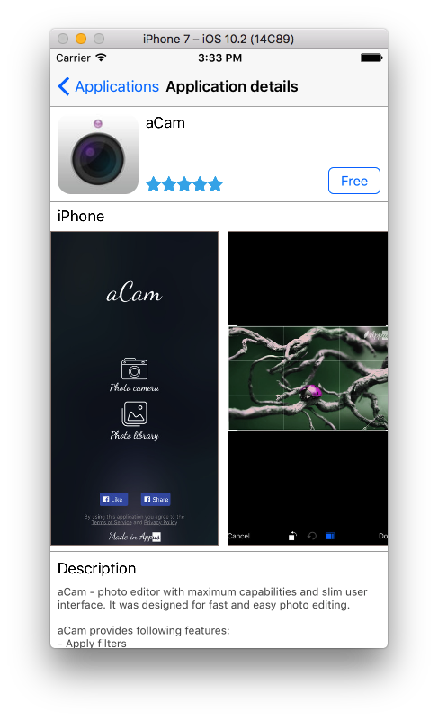 iPhone 7 – iOS 10.2 (14C89)
Carrier 3:33 PM
Applications Application details
aCam
Free
iPhone
aCam
Photo camera
Photo library
Like Share
By using this application you agree to the
Terms of Service and Privacy Policy
Made in
Cancel
Description
aCam - photo editor with maximum capabilities and slim user
interface. It was designed for fast and easy photo editing.
aCam provides following features:
Apply filters